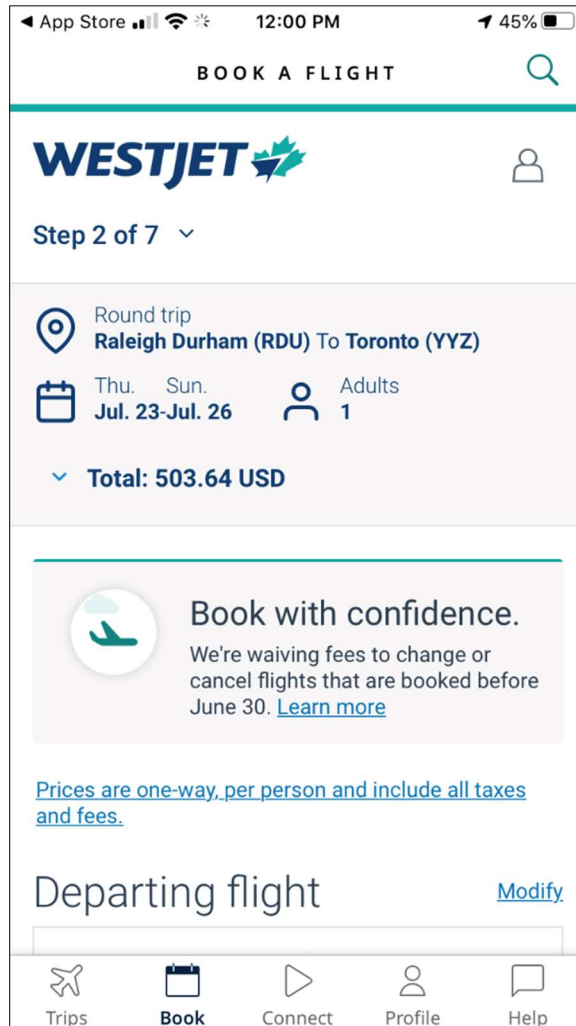 App Store 12:00 PM 45%
BOOK A FLIGHT
WESTJET
Step 2 of 7
Round trip
Raleigh Durham (RDU) To Toronto (YYZ)
Thu. Sun. Adults
Jul. 23-Jul. 26 1
Total: 503.64 USD
Book with confidence.
We're waiving fees to change or
cancel flights that are booked before
June 30. Learn more
Prices are one-way, per person and include all taxes
and fees.
Departing flight Modify
Trips Book Connect Profile Help